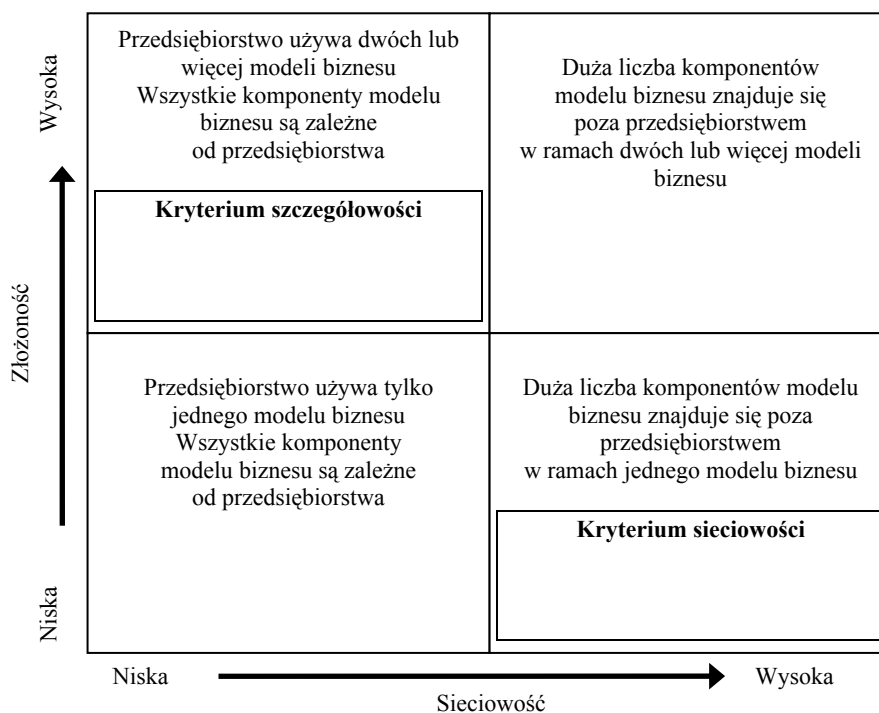 Wysoka
Złożoność
Niska
Przedsiębiorstwo używa dwóch lub
więcej modeli biznesu
Wszystkie komponenty modelu
biznesu są zależne
od przedsiębiorstwa
Kryterium szczegółowości
Duża liczba komponentów
modelu biznesu znajduje się
poza przedsiębiorstwem
w ramach dwóch lub więcej modeli
biznesu
Przedsiębiorstwo używa tylko
jednego modelu biznesu
Wszystkie komponenty
modelu biznesu są zależne
od przedsiębiorstwa
Duża liczba komponentów modelu
biznesu znajduje się poza
przedsiębiorstwem
w ramach jednego modelu biznesu
Kryterium sieciowości
Niska
Wysoka
Sieciowość